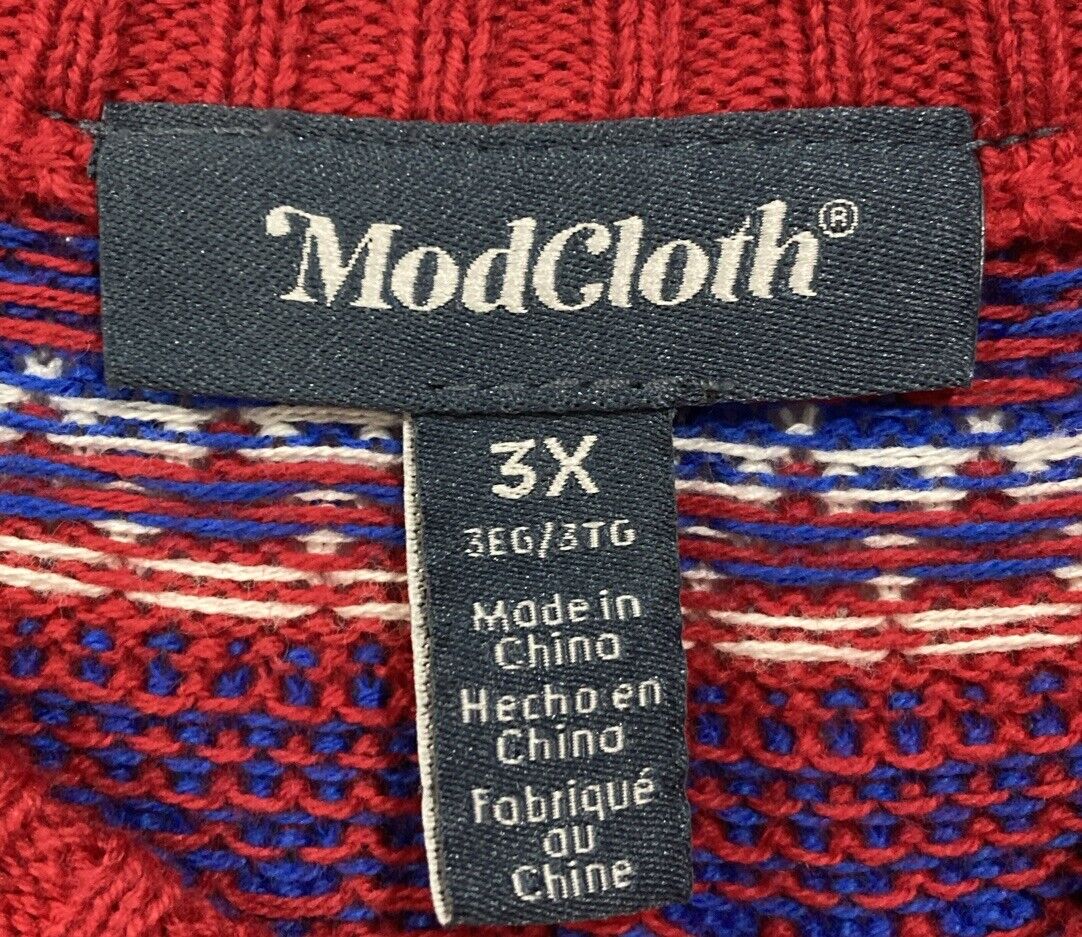 ModCloth®
3X
3EG/3TG
Made in
China
Hecho en
China
Fabriqué
au
Chine